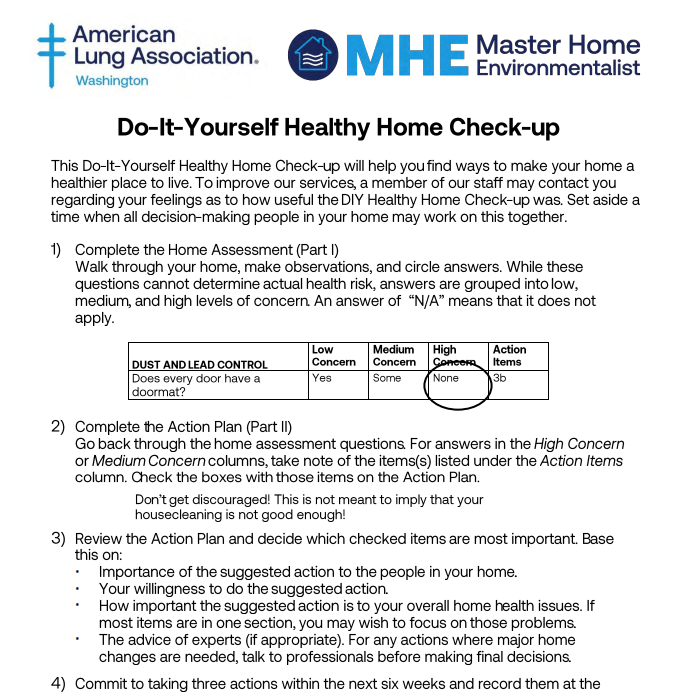 American
Lung Association®
Washington
MHE Master Home
Environmentalist
Do-It-Yourself Healthy Home Check-up
This Do-It-Yourself Healthy Home Check-up will help you find ways to make your home a
healthier place to live. To improve our services, a member of our staff may contact you
regarding your feelings as to how useful the DIY Healthy Home Check-up was. Set aside a
time when all decision-making people in your home may work on this together.
1) Complete the Home Assessment (Part I)
Walk through your home, make observations, and circle answers. While these
questions cannot determine actual health risk, answers are grouped into low,
medium, and high levels of concern. An answer of “N/A” means that it does not
apply.
DUST AND LEAD CONTROL Low Concern Medium Concern High Concern Action Items
Does every door have a doormat? Yes Some None 3b
2) Complete the Action Plan (Part II)
Go back through the home assessment questions. For answers in the High Concern
or Medium Concern columns, take note of the items(s) listed under the Action Items
column. Check the boxes with those items on the Action Plan.
Don’t get discouraged! This is not meant to imply that your
housecleaning is not good enough!
3) Review the Action Plan and decide which checked items are most important. Base
this on:
· Importance of the suggested action to the people in your home.
· Your willingness to do the suggested action.
· How important the suggested action is to your overall home health issues. If
most items are in one section, you may wish to focus on those problems.
· The advice of experts (if appropriate). For any actions where major home
changes are needed, talk to professionals before making final decisions.
4) Commit to taking three actions within the next six weeks and record them at the